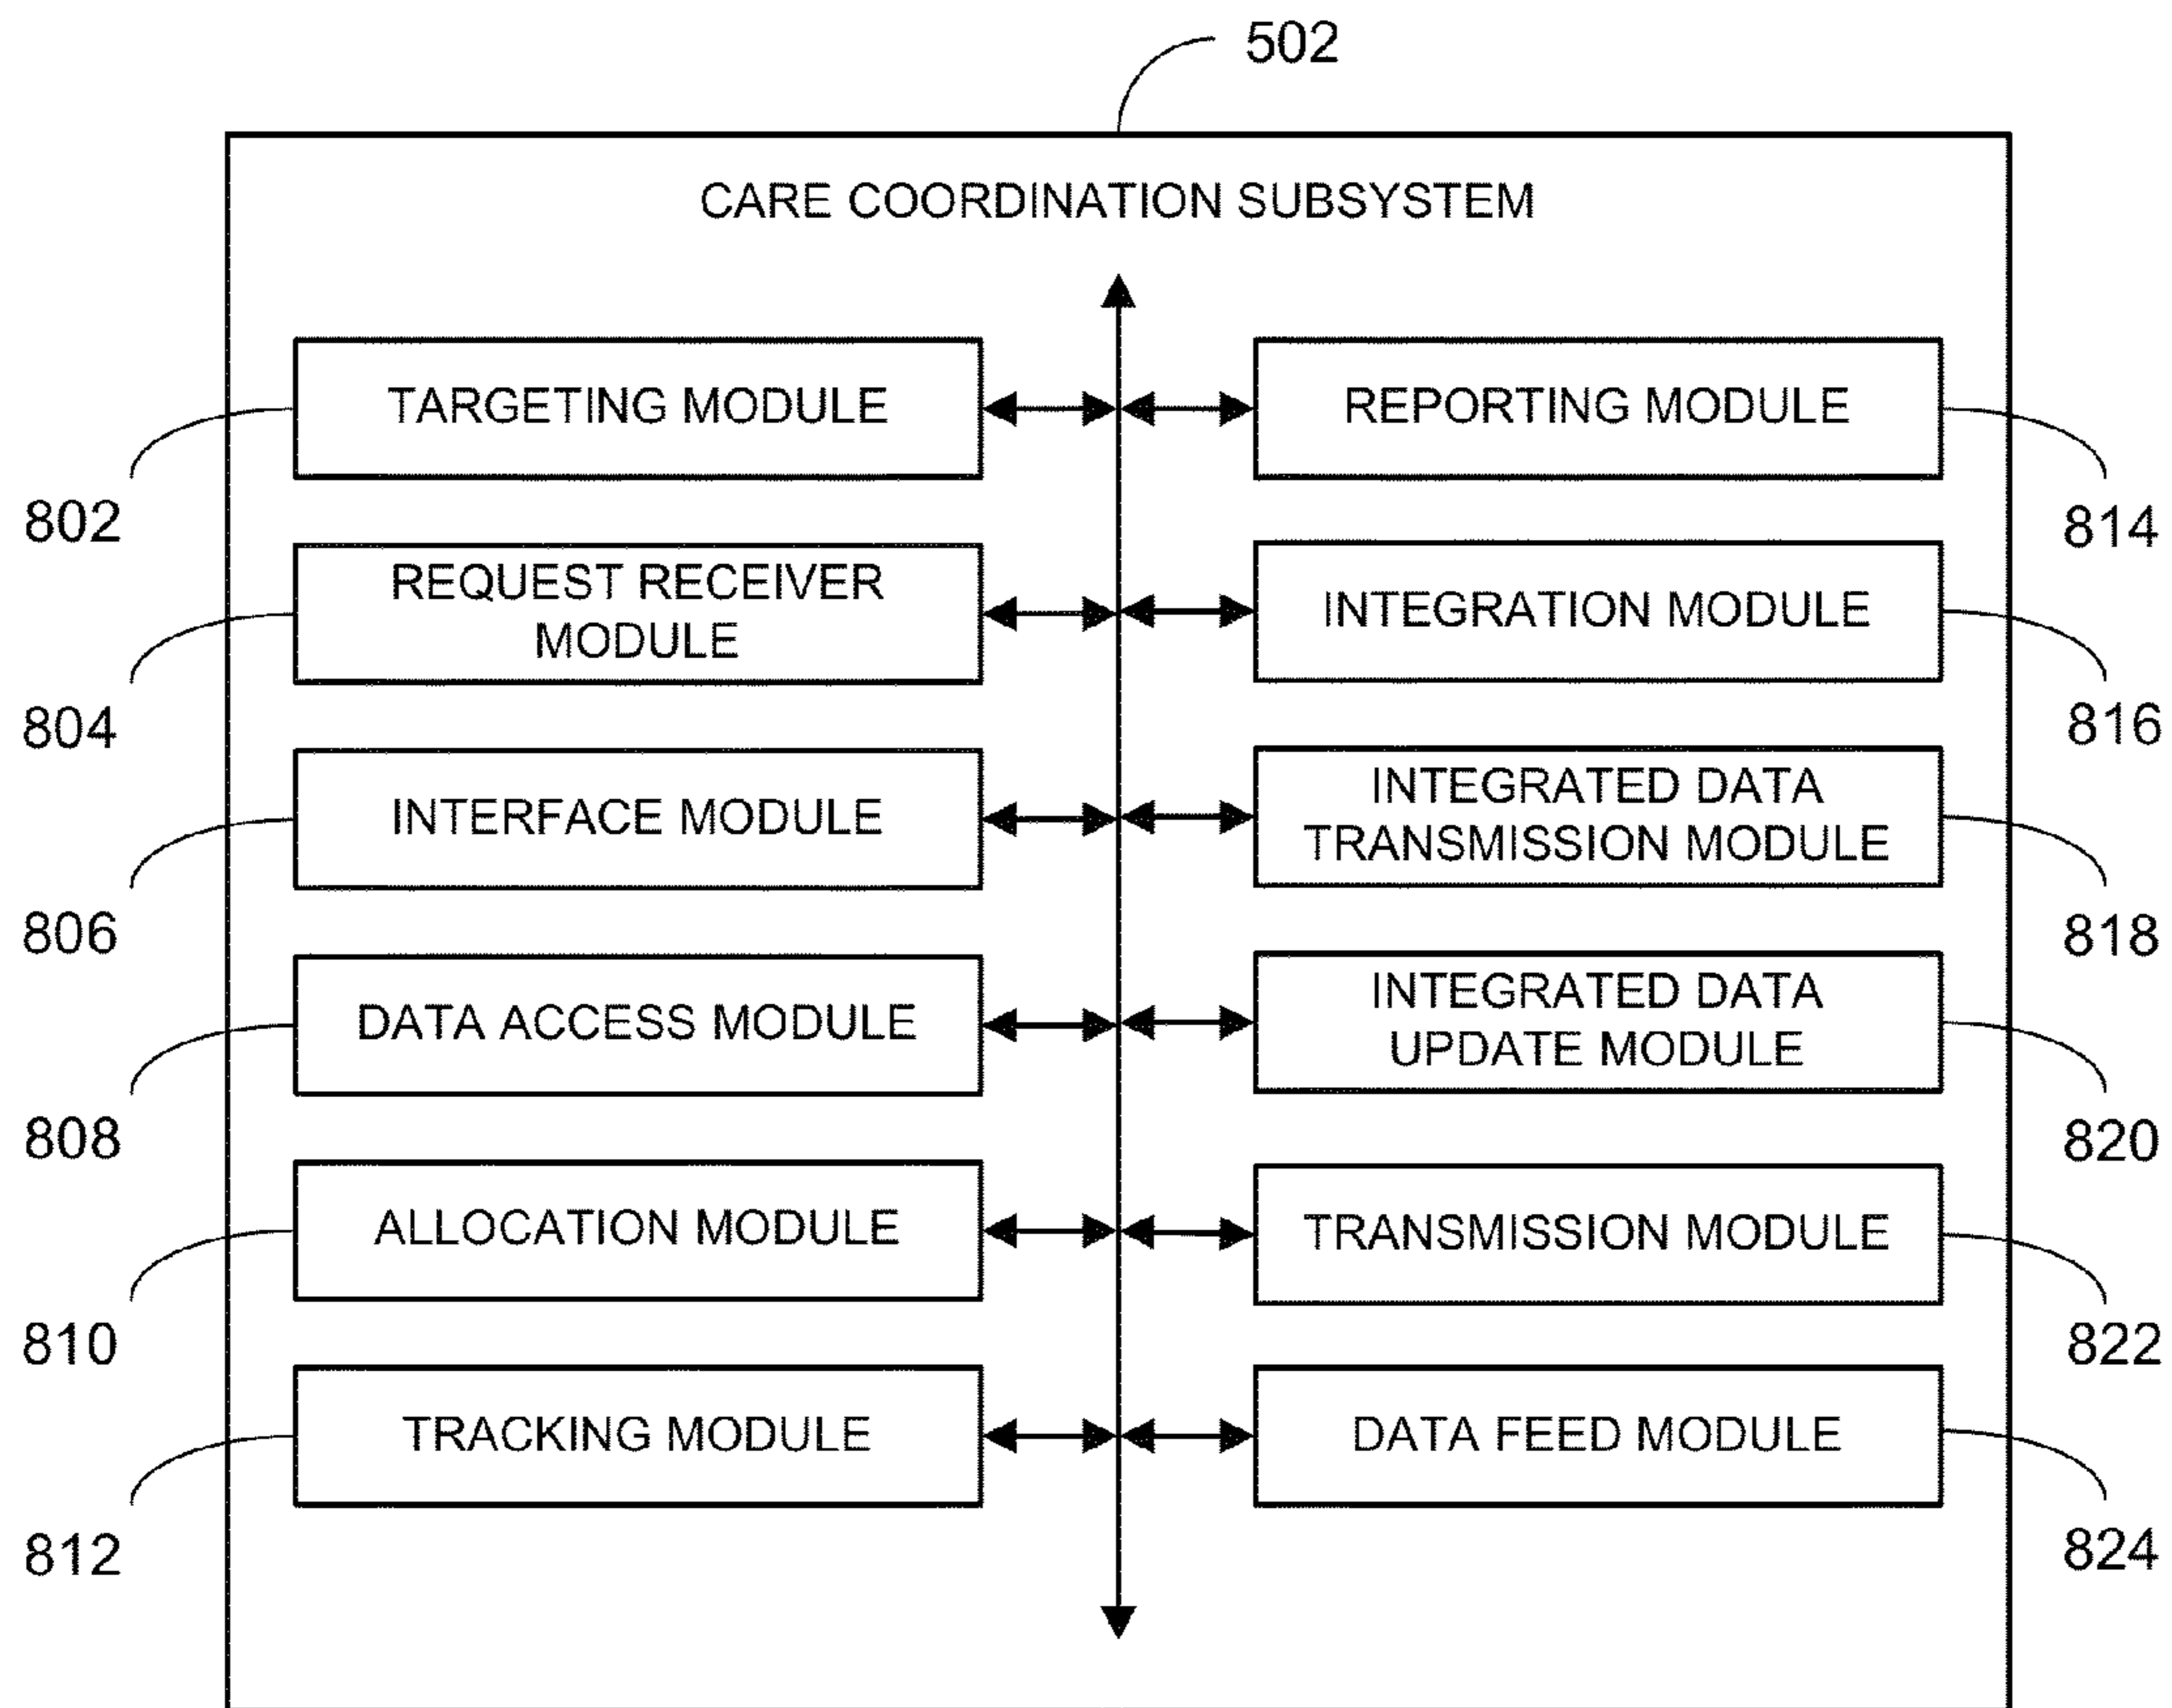 502
CARE COORDINATION SUBSYSTEM
TARGETING MODULE
802
REQUEST RECEIVER
MODULE
804
INTERFACE MODULE
806
DATA ACCESS MODULE
808
ALLOCATION MODULE
810
TRACKING MODULE
812
REPORTING MODULE
814
INTEGRATION MODULE
816
INTEGRATED DATA
TRANSMISSION MODULE
818
INTEGRATED DATA
UPDATE MODULE
820
TRANSMISSION MODULE
822
DATA FEED MODULE
824